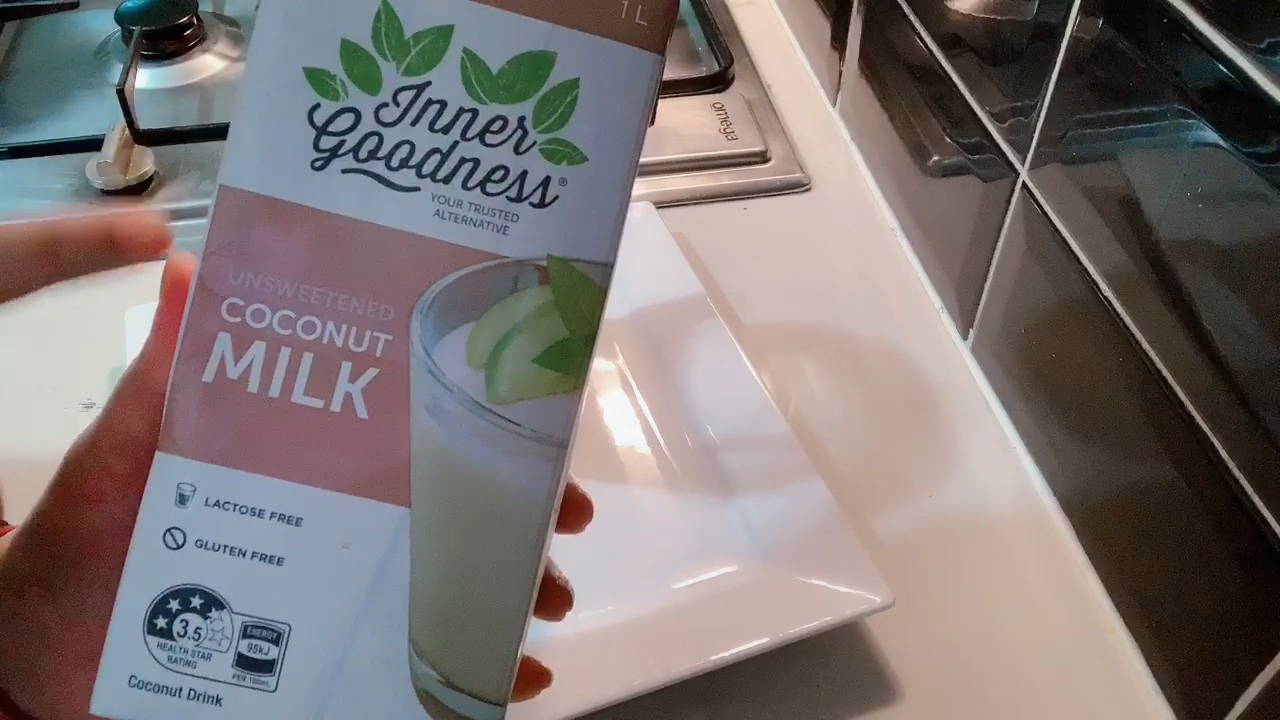 1L
Inner
Goodness®
YOUR TRUSTED
ALTERNATIVE
UNSWEETENED
COCONUT
MILK
LACTOSE FREE
GLUTEN FREE
3.5
HEALTH STAR
RATING
ENERGY
95kJ
PER 100mL
Coconut Drink
omega